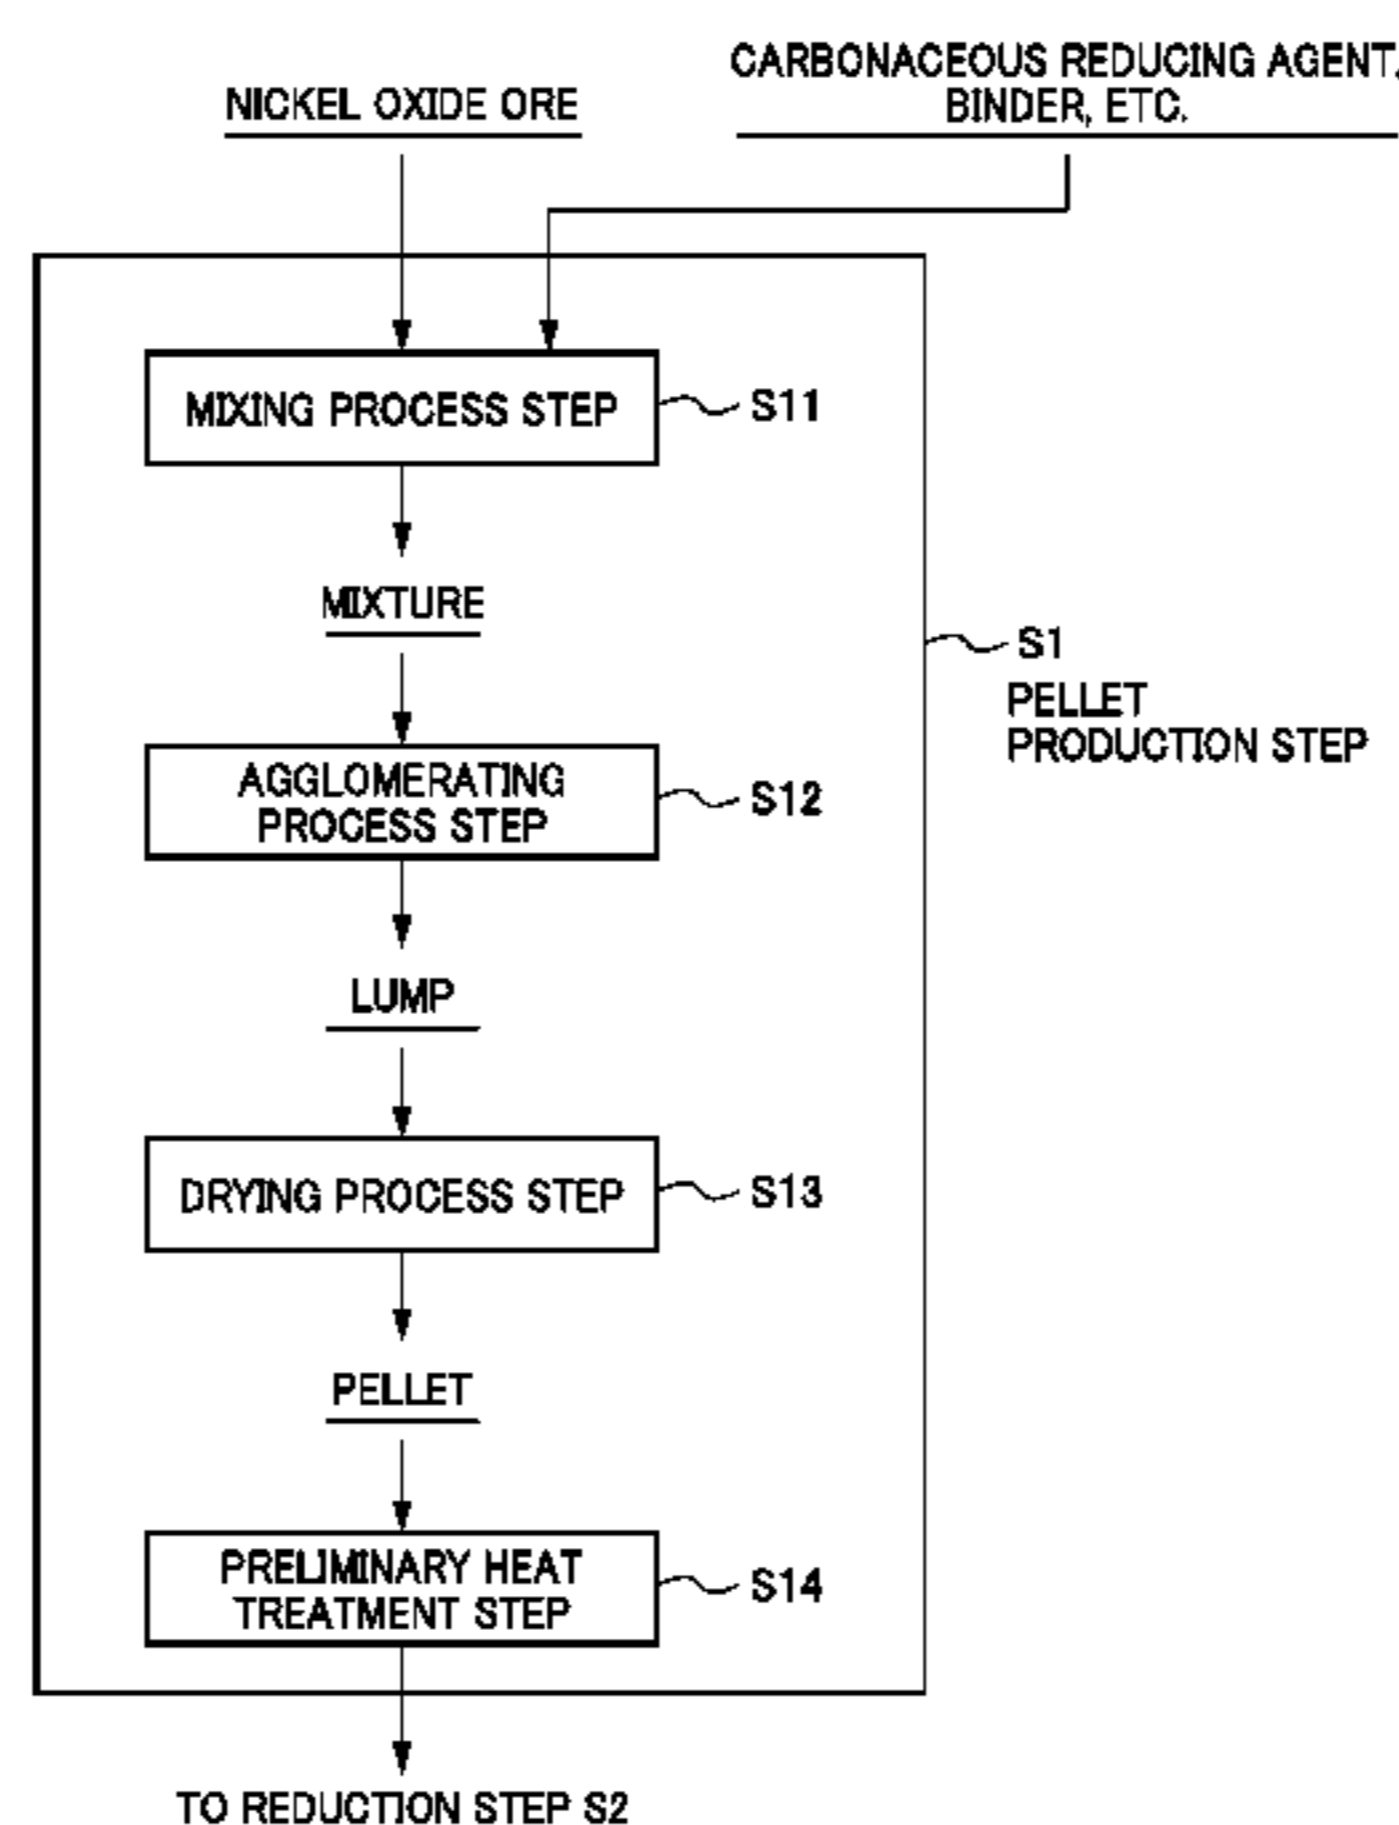 NICKEL OXIDE ORE
CARBONACEOUS REDUCING AGENT,
BINDER, ETC.
MIXING PROCESS STEP
S11
MIXTURE
S1
PELLET
PRODUCTION STEP
AGGLOMERATING
PROCESS STEP
S12
LUMP
DRYING PROCESS STEP
S13
PELLET
PRELIMINARY HEAT
TREATMENT STEP
S14
TO REDUCTION STEP S2